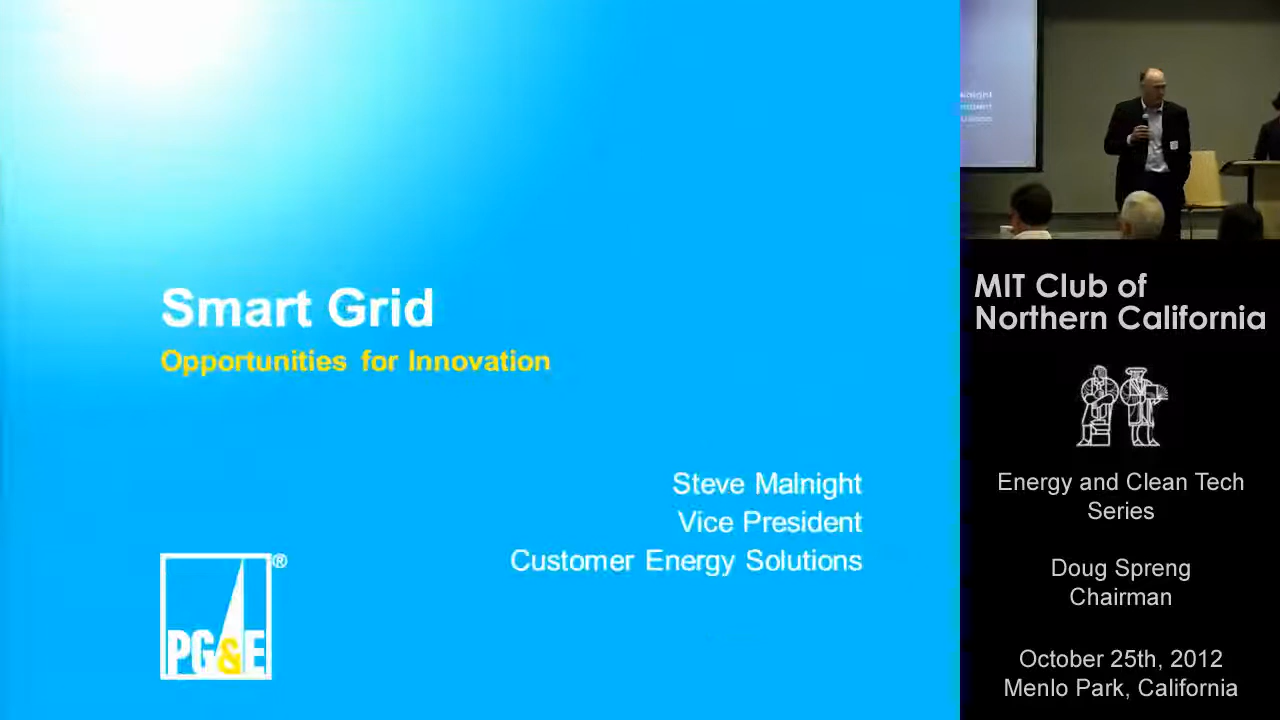 Smart Grid
Opportunities for Innovation
Steve Malnight
Vice President
Customer Energy Solutions
PG&E®
MIT Club of
Northern California
Energy and Clean Tech
Series
Doug Spreng
Chairman
October 25th, 2012
Menlo Park, California